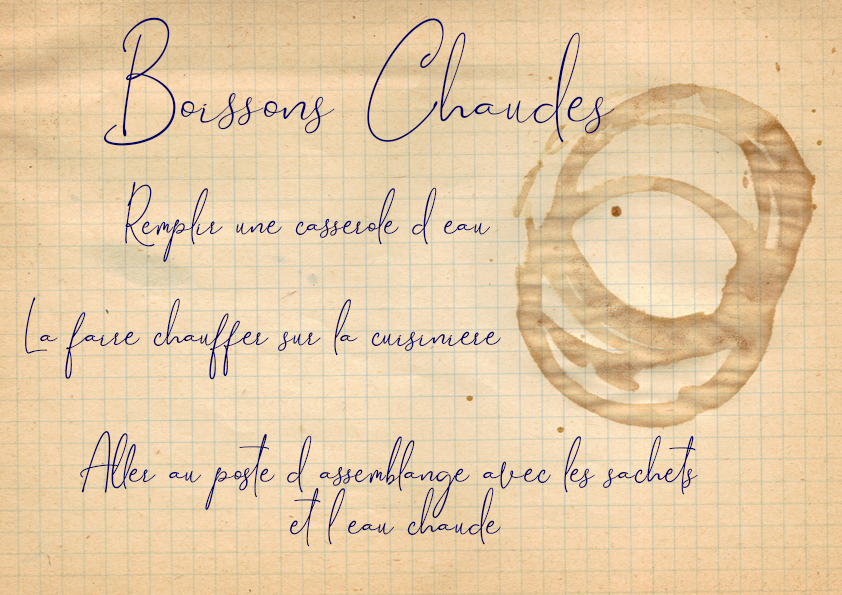 Boissons Chaudes
Remplir une casserole d eau
La faire chauffer sur la cuisiniere
Aller au poste d assemblange avec les sachets
et l eau chaude